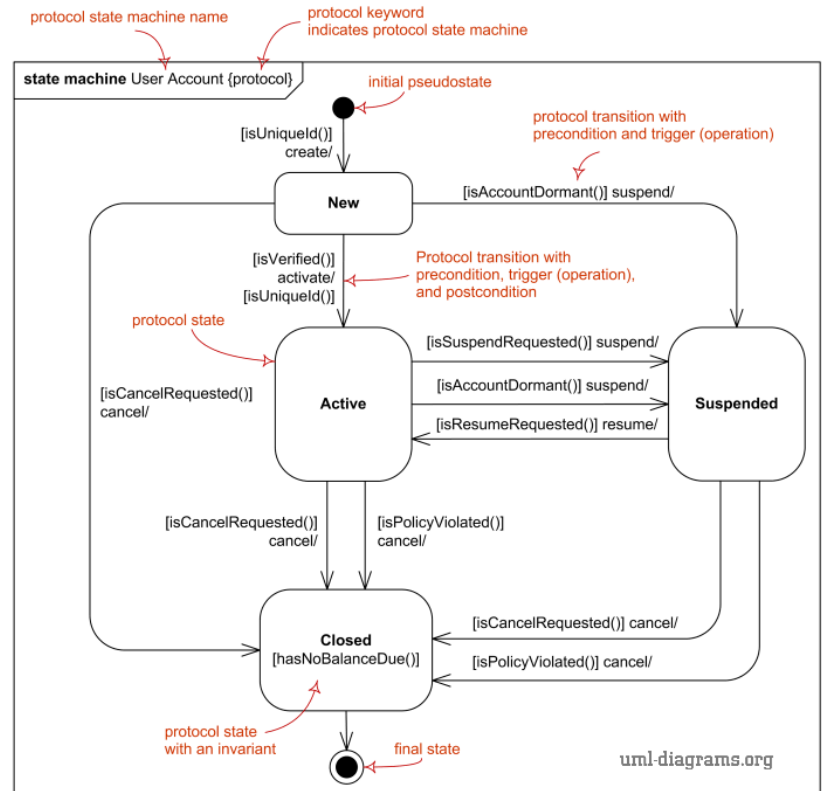 protocol state machine name
protocol keyword
indicates protocol state machine
state machine User Account {protocol}
initial pseudostate
[isUniqueId()]
create/
protocol transition with
precondition and trigger (operation)
New
[isAccountDormant()] suspend/
[isVerified()]
activate/
[isUniqueId()]
Protocol transition with
precondition, trigger (operation),
and postcondition
protocol state
[isSuspendRequested()] suspend/
[isCancelRequested()]
cancel/
Active
[isAccountDormant()] suspend/
Suspended
[isResumeRequested()] resume/
[isCancelRequested()]
cancel/
[isPolicyViolated()]
cancel/
Closed
[hasNoBalanceDue()]
[isCancelRequested()] cancel/
[isPolicyViolated()] cancel/
protocol state
with an invariant
final state
uml-diagrams.org